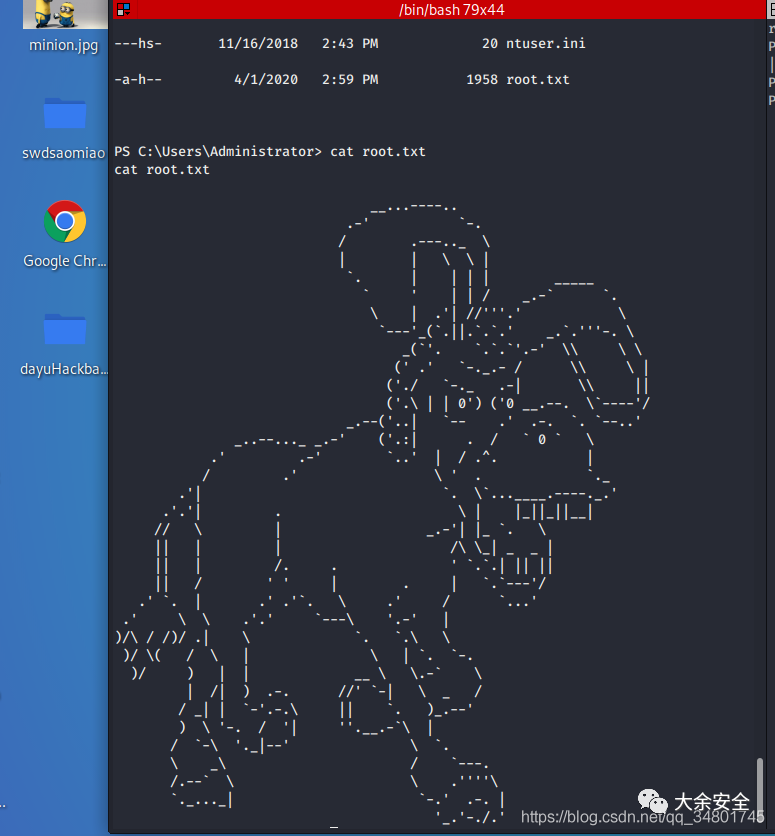 /bin/bash 79x44
minion.jpg
---hs- 11/16/2018 2:43 PM 20 ntuser.ini
-a-h-- 4/1/2020 2:59 PM 1958 root.txt
swdsaomiao
PS C:\Users\Administrator> cat root.txt
cat root.txt
Google Chr...
dayuHackba...
大余安全
https://blog.csdn.net/qq_34801745